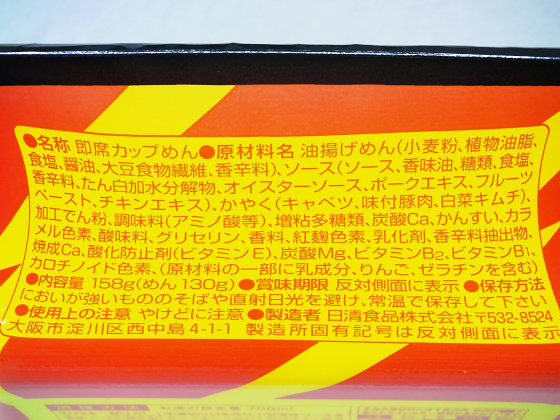 ●名称 即席カップめん●原材料名 油揚げめん(小麦粉、植物油脂、
食塩、醤油、大豆食物繊維、香辛料)、ソース(ソース、香味油、糖類、食塩、
香辛料、たん白加水分解物、オイスターソース、ポークエキス、フルーツ
ペースト、チキンエキス)、かやく(キャベツ、味付豚肉、白菜キムチ)、
加工でん粉、調味料(アミノ酸等)、増粘多糖類、炭酸Ca、かんすい、カラ
メル色素、酸味料、グリセリン、香料、紅麹色素、乳化剤、香辛料抽出物、
焼成Ca、酸化防止剤(ビタミンE)、炭酸Mg、ビタミンB2、ビタミンB1、
カロチノイド色素、(原材料の一部に乳成分、りんご、ゼラチンを含む)
●内容量 158g(めん130g)●賞味期限 反対側面に表示 ●保存方法
においが強いもののそばや直射日光を避け、常温で保存して下さい
●使用上の注意 やけどに注意 ●製造者 日清食品株式会社〒532-8524
大阪市淀川区西中島4-1-1 製造所固有記号は反対側面に表示